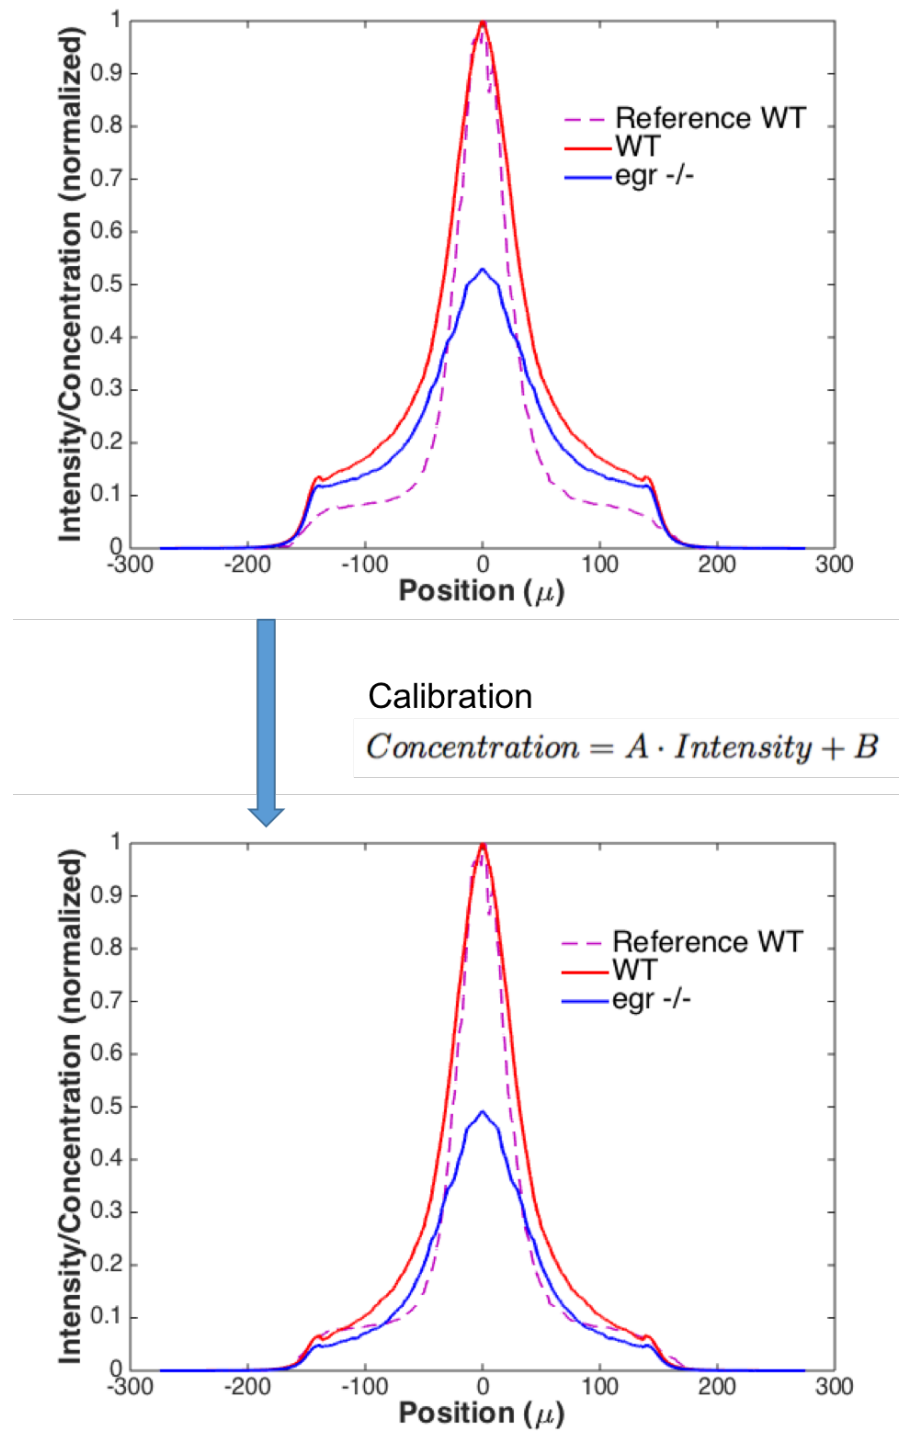 1
0.9
0.8
0.7
0.6
0.5
0.4
0.3
0.2
0.1
0
Intensity/Concentration (normalized)
Reference WT
WT
egr -/-
-300 -200 -100 0 100 200 300
Position (μ)
Calibration
Concentration = A · Intensity + B
1
0.9
0.8
0.7
0.6
0.5
0.4
0.3
0.2
0.1
0
Intensity/Concentration (normalized)
Reference WT
WT
egr -/-
-300 -200 -100 0 100 200 300
Position (μ)